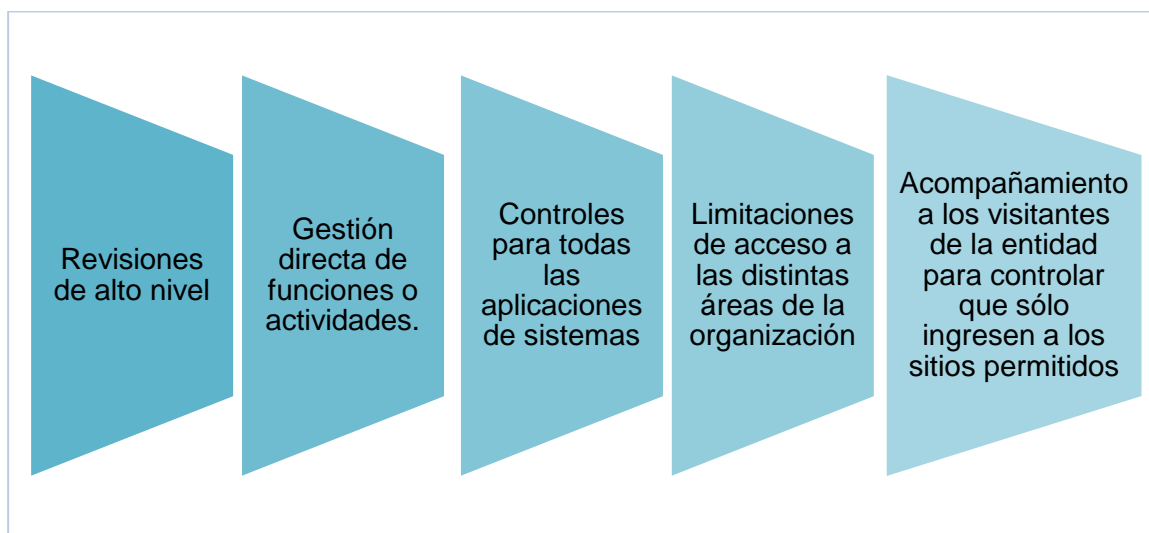 Revisiones
de alto nivel
Gestión
directa de
funciones o
actividades.
Controles
para todas
las
aplicaciones
de sistemas
Limitaciones
de acceso a
las distintas
áreas de la
organización
Acompañamiento
a los visitantes
de la entidad
para controlar
que sólo
ingresen a los
sitios permitidos